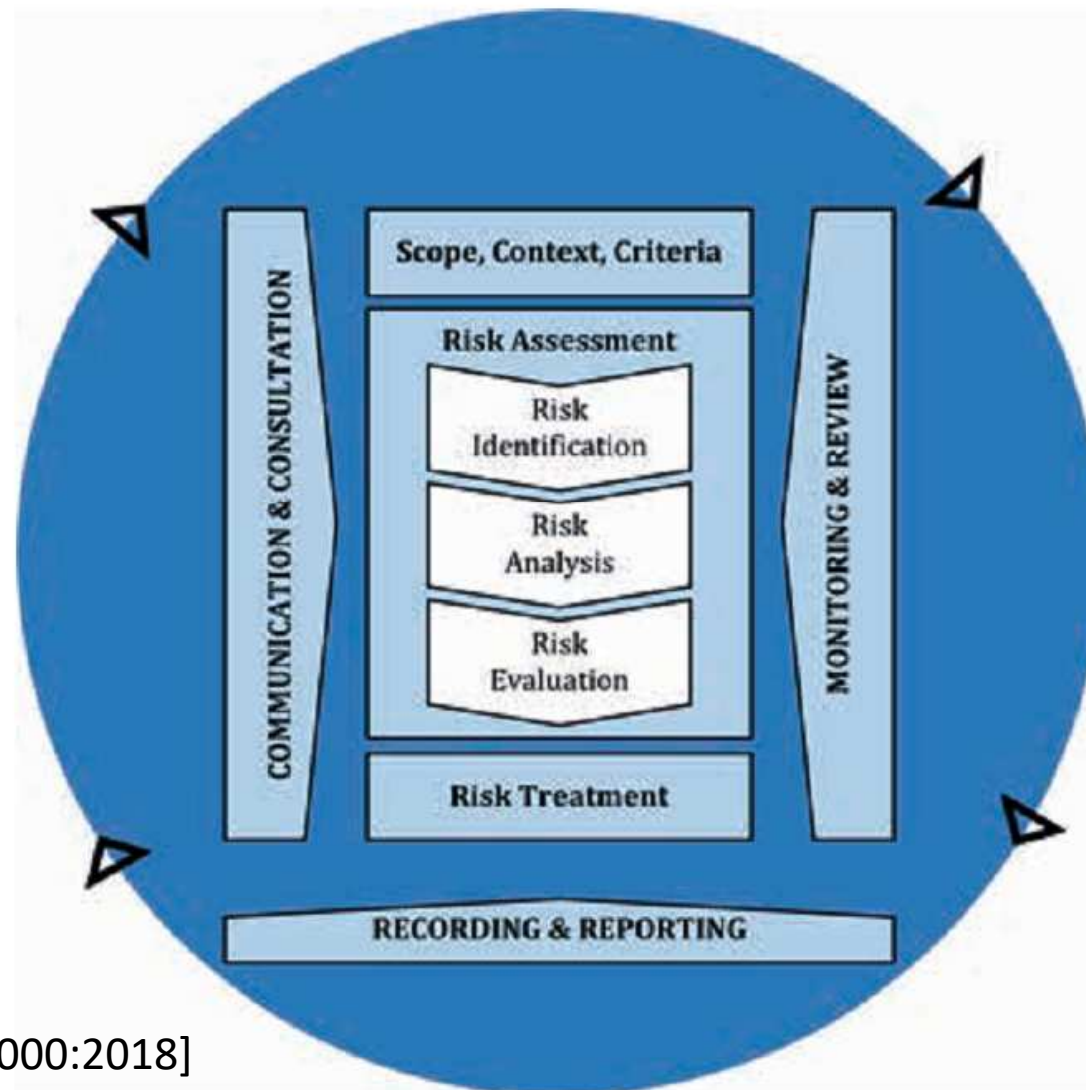 Scope, Context, Criteria
COMMUNICATION & CONSULTATION
Risk Assessment
Risk
Identification
Risk
Analysis
Risk
Evaluation
MONITORING & REVIEW
Risk Treatment
RECORDING & REPORTING
000:2018]